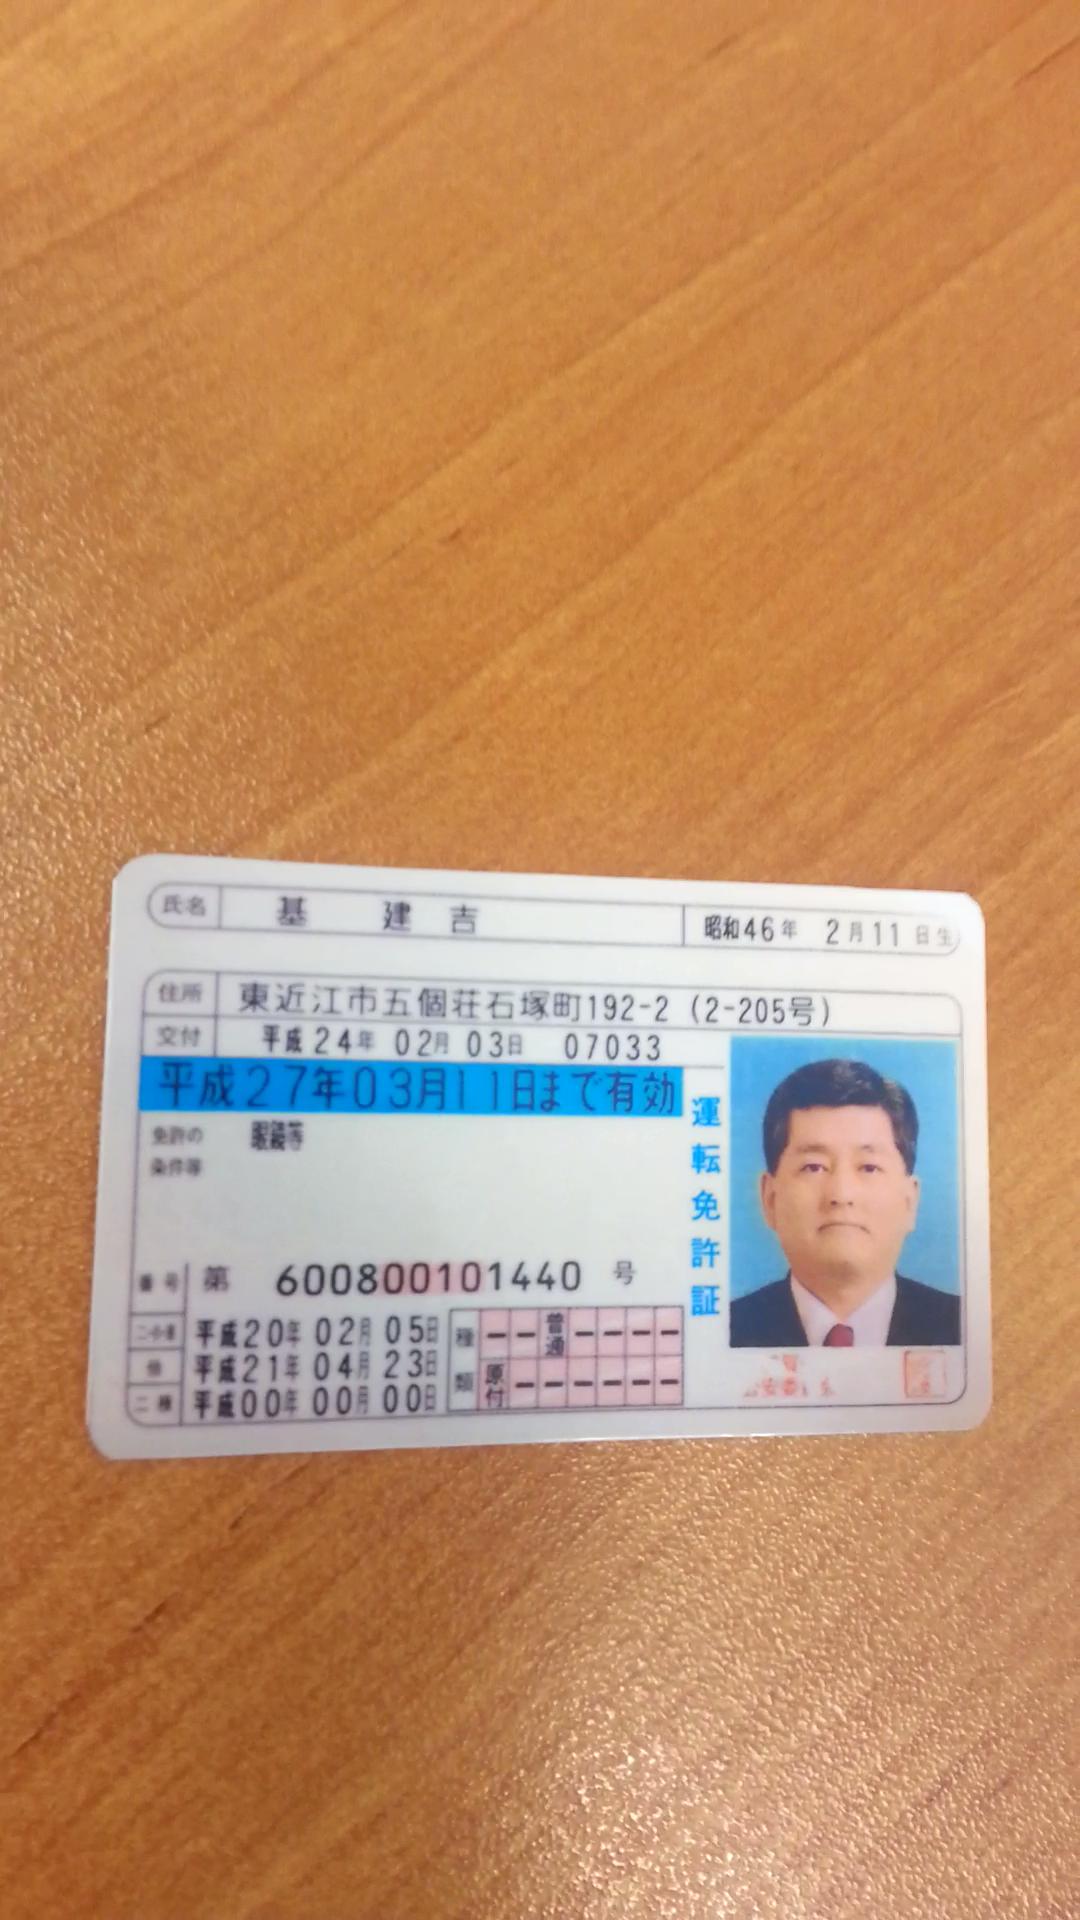 氏名 基 建吉 昭和46年 2月11日生
住所 東近江市五個荘石塚町192-2 (2-205号)
交付 平成24年 02月 03日 07033
平成27年03月11日まで有効
免許の 眼鏡等
条件等
番号 第 600800101440 号
二・小・原 平成20年 02月 05日
他 平成21年 04月 23日
二種 平成00年 00月 00日
種類
普通
原付
運転免許証